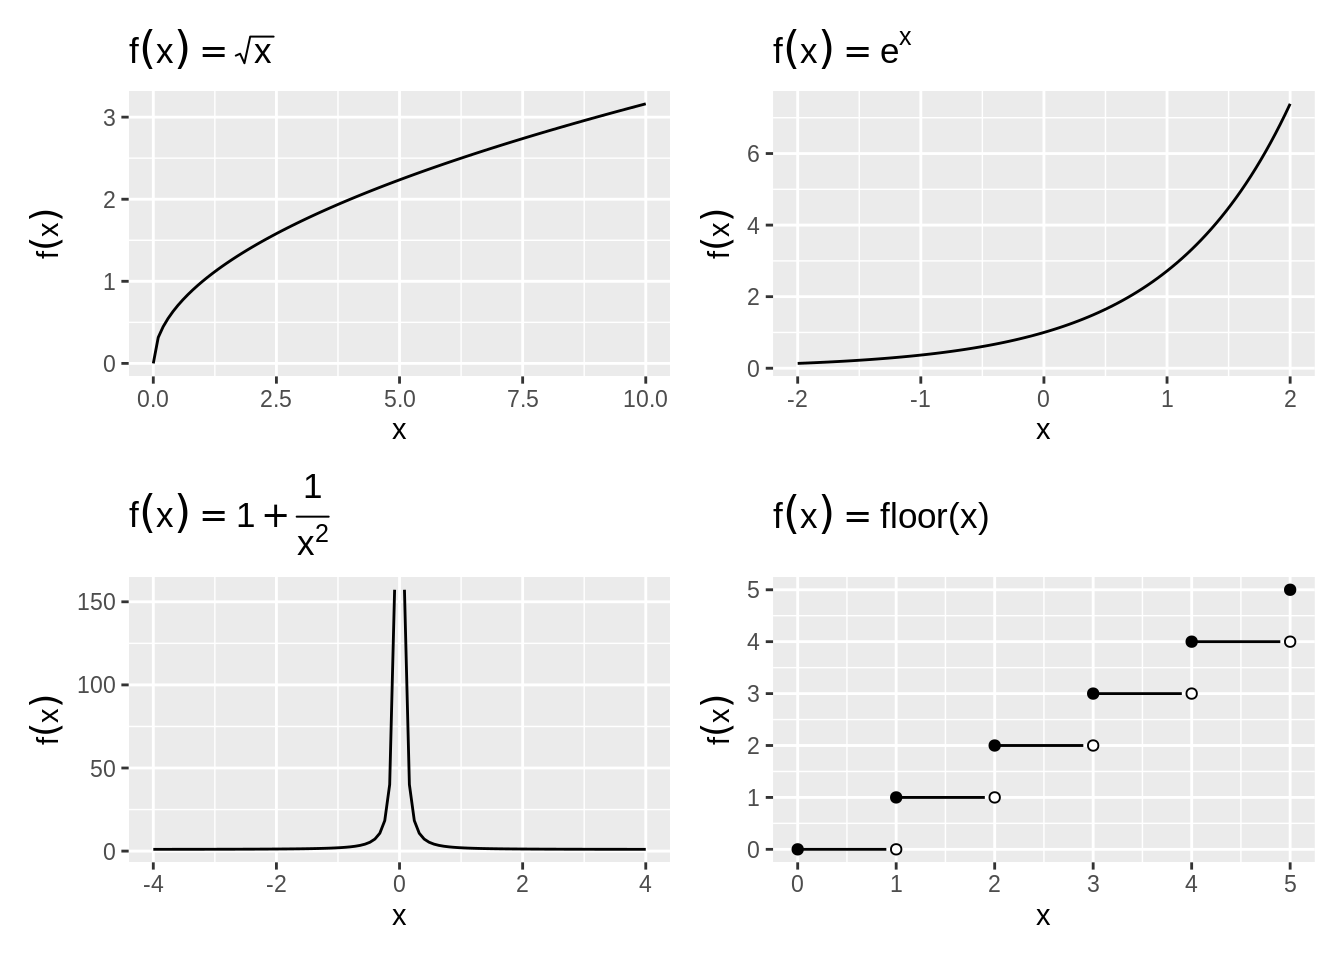 f(x) = √x
3
2
1
0
f(x)
0.0 2.5 5.0 7.5 10.0
x
f(x) = e^x
6
4
2
0
f(x)
-2 -1 0 1 2
x
f(x) = 1 + 1/x²
150
100
50
0
f(x)
-4 -2 0 2 4
x
f(x) = floor(x)
5
4
3
2
1
0
f(x)
0 1 2 3 4 5
x